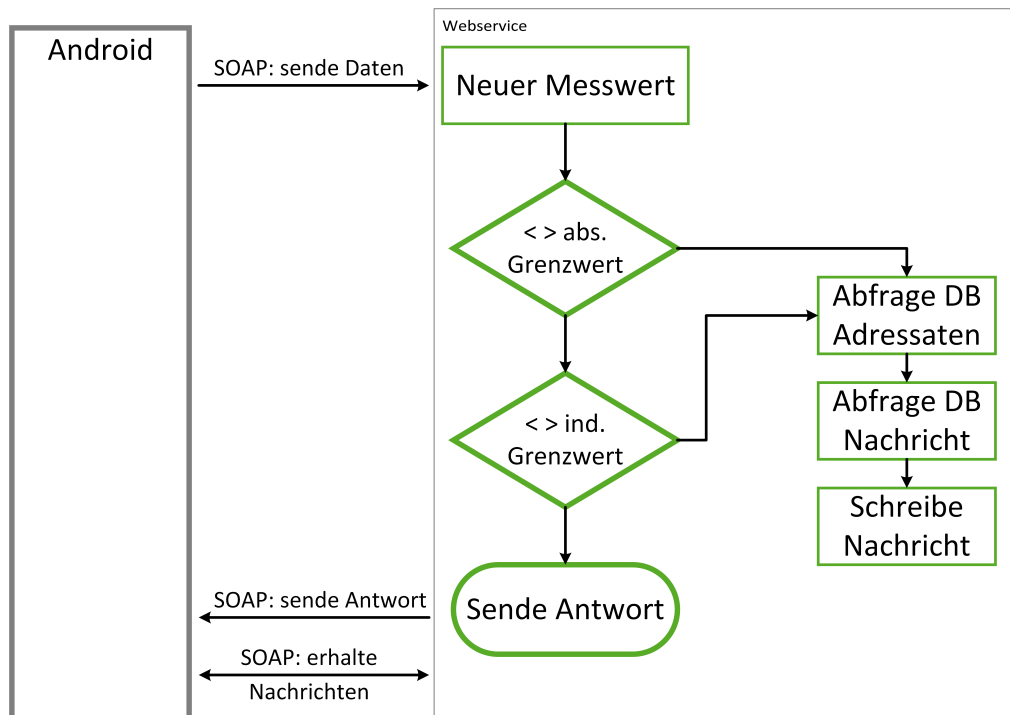 Webservice
Android
SOAP: sende Daten
Neuer Messwert
< > abs.
Grenzwert
Abfrage DB
Adressaten
< > ind.
Grenzwert
Abfrage DB
Nachricht
Schreibe
Nachricht
SOAP: sende Antwort
Sende Antwort
SOAP: erhalte
Nachrichten